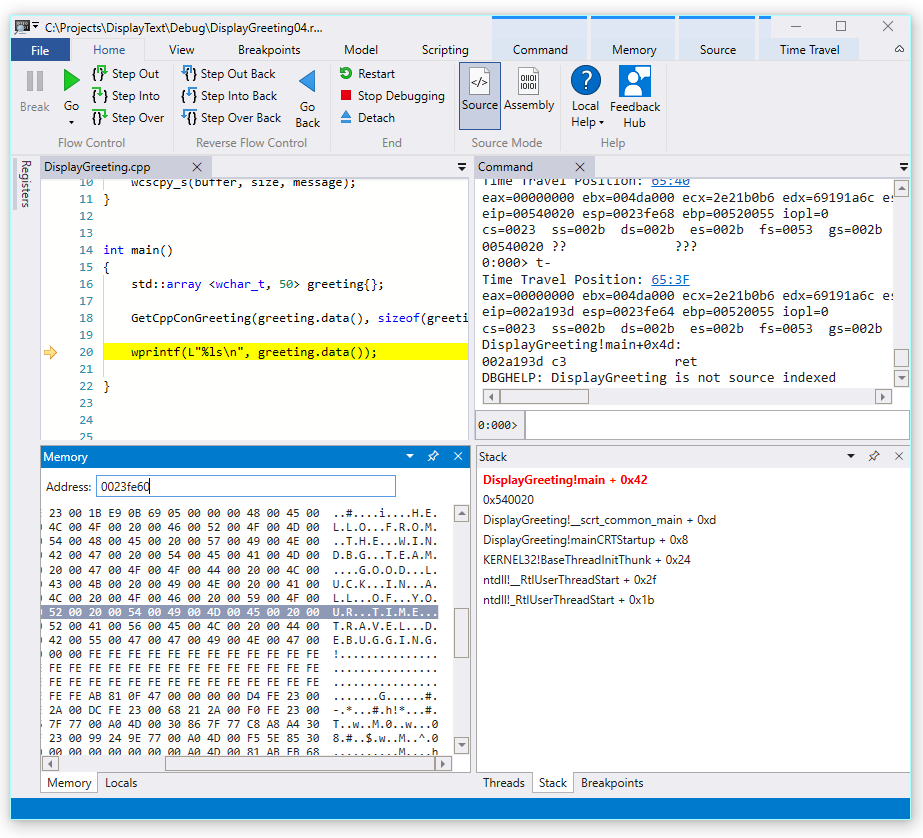 C:\Projects\DisplayText\Debug\DisplayGreeting04.r...
File Home View Breakpoints Model Scripting Command Memory Source Time Travel
Break
Go
Step Out
Step Into
Step Over
Flow Control
Step Out Back
Step Into Back
Step Over Back
Go Back
Reverse Flow Control
Restart
Stop Debugging
Detach
End
Source
Assembly
Source Mode
Local Help
Feedback Hub
Help
Registers
DisplayGreeting.cpp
10 wcscpy_s(buffer, size, message);
11 }
12
13
14 int main()
15 {
16 std::array <wchar_t, 50> greeting{};
17
18 GetCppConGreeting(greeting.data(), sizeof(greeti
19
20 wprintf(L"%ls\n", greeting.data());
21
22 }
23
24
25
Command
Time Travel Position: 65:40
eax=00000000 ebx=004da000 ecx=2e21b0b6 edx=69191a6c es
eip=00540020 esp=0023fe68 ebp=00520055 iopl=0
cs=0023 ss=002b ds=002b es=002b fs=0053 gs=002b
00540020 ?? ???
0:000> t-
Time Travel Position: 65:3F
eax=00000000 ebx=004da000 ecx=2e21b0b6 edx=69191a6c es
eip=002a193d esp=0023fe64 ebp=00520055 iopl=0
cs=0023 ss=002b ds=002b es=002b fs=0053 gs=002b
DisplayGreeting!main+0x4d:
002a193d c3 ret
DBGHELP: DisplayGreeting is not source indexed
0:000>
Memory
Address: 0023fe60
23 00 1B E9 0B 69 05 00 00 00 48 00 45 00 ..#....i...H.E.
4C 00 4F 00 20 00 46 00 52 00 4F 00 4D 00 L.L.O...F.R.O.M.
54 00 48 00 45 00 20 00 57 00 49 00 4E 00 ..T.H.E...W.I.N.
42 00 47 00 20 00 54 00 45 00 41 00 4D 00 D.B.G...T.E.A.M.
20 00 47 00 4F 00 4F 00 44 00 20 00 4C 00 ....G.O.O.D...L.
43 00 4B 00 20 00 49 00 4E 00 20 00 41 00 U.C.K...I.N...A.
4C 00 20 00 4F 00 46 00 20 00 59 00 4F 00 L.L...O.F...Y.O.
52 00 20 00 54 00 49 00 4D 00 45 00 20 00 U.R...T.I.M.E...
52 00 41 00 56 00 45 00 4C 00 20 00 44 00 T.R.A.V.E.L...D.
42 00 55 00 47 00 47 00 49 00 4E 00 47 00 E.B.U.G.G.I.N.G.
00 00 FE FE FE FE FE FE FE FE FE FE FE FE !...............
FE FE FE FE FE FE FE FE FE FE FE FE FE FE ................
FE FE FE FE FE FE FE FE FE FE FE FE FE FE ................
FE FE AB 81 0F 47 00 00 00 00 D4 FE 23 00 .......G......#.
2A 00 DC FE 23 00 68 21 2A 00 F0 FE 23 00 -.*...#.h!*...#.
7F 77 00 A0 4D 00 30 86 7F 77 C8 A8 A4 30 T..w..M.0..w...0
23 00 99 24 9E 77 00 A0 4D 00 F5 5E 85 30 8.#..$.w..M..^.0
00 00 00 00 00 00 00 A0 4D 00 81 AB EB 68 ..........M....h
Memory Locals
Stack
DisplayGreeting!main + 0x42
0x540020
DisplayGreeting!__scrt_common_main + 0xd
DisplayGreeting!mainCRTStartup + 0x8
KERNEL32!BaseThreadInitThunk + 0x24
ntdll!__RtlUserThreadStart + 0x2f
ntdll!_RtlUserThreadStart + 0x1b
Threads Stack Breakpoints